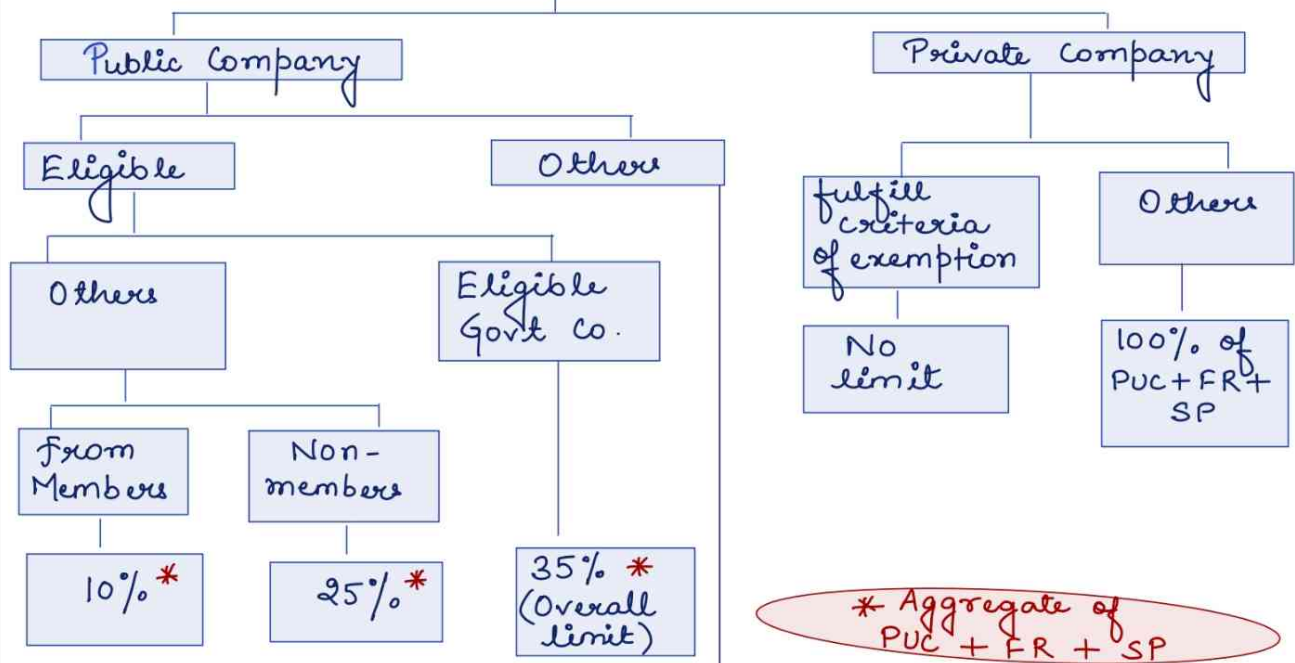 Public Company
Private Company
Eligible
Others
fulfill
criteria
of exemption
Others
Others
Eligible
Govt Co.
No
limit
100% of
PUC + FR +
SP
From
Members
Non-
members
10% *
25% *
35% *
(Overall
limit)
* Aggregate of
PUC + FR + SP